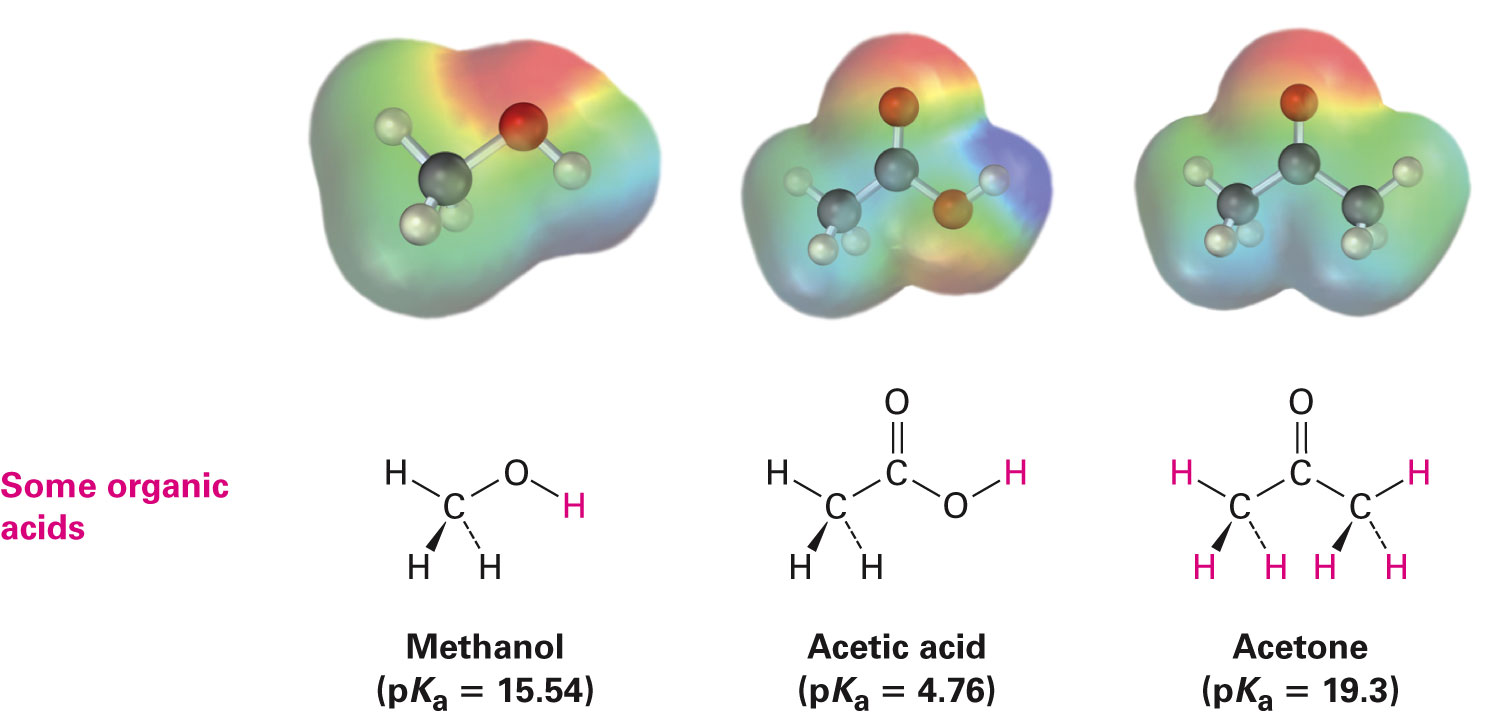 Some organic
acids
H O
C H
H H
O
H C H
C O
H H
O
H C H
C C
H H H H
Methanol
(pKa = 15.54)
Acetic acid
(pKa = 4.76)
Acetone
(pKa = 19.3)